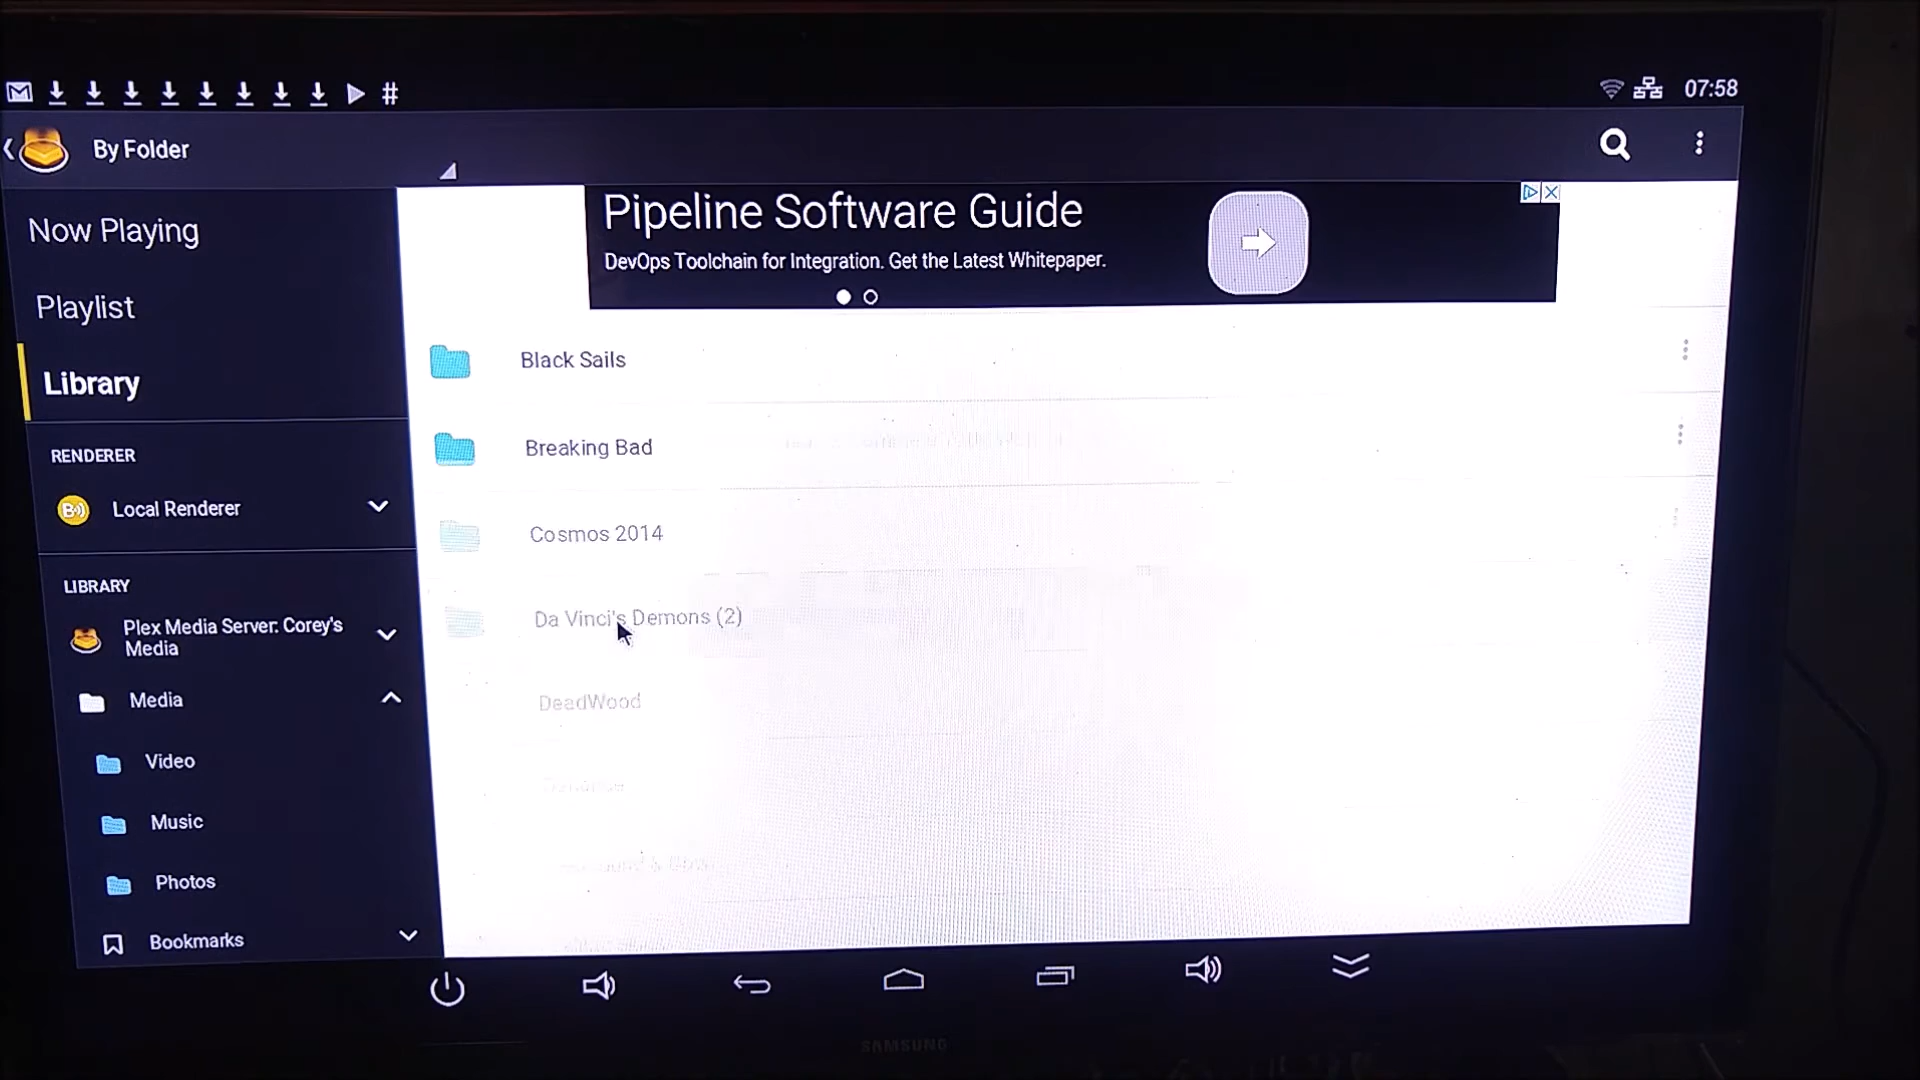 # 07:58
By Folder
Now Playing
Playlist
Library
RENDERER
Local Renderer
LIBRARY
Plex Media Server: Corey's
Media
Media
Video
Music
Photos
Bookmarks
Pipeline Software Guide
DevOps Toolchain for Integration. Get the Latest Whitepaper.
Black Sails
Breaking Bad
Cosmos 2014
Da Vinci's Demons (2)
DeadWood
SAMSUNG